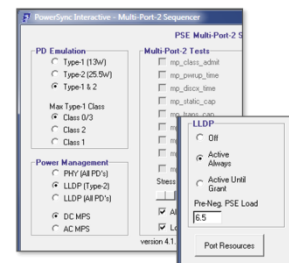 PowerSync Interactive - Multi-Port-2 Sequencer
PSE Multi-Port-2 S
PD Emulation
Type-1 (13W)
Type-2 (25.5W)
Type-1 & 2
Max Type-1 Class
Class 0/3
Class 2
Class 1
Power Management
PHY (All PD's)
LLDP (Type-2)
LLDP (All PD's)
DC MPS
AC MPS
Multi-Port-2 Tests
mp_class_admit
mp_pwrup_time
mp_discx_time
mp_static_cap
mp_trans_cap
Stress
version 4.1.
LLDP
Off
Active
Always
Active Until
Grant
Pre-Neg. PSE Load
6.5
Port Resources